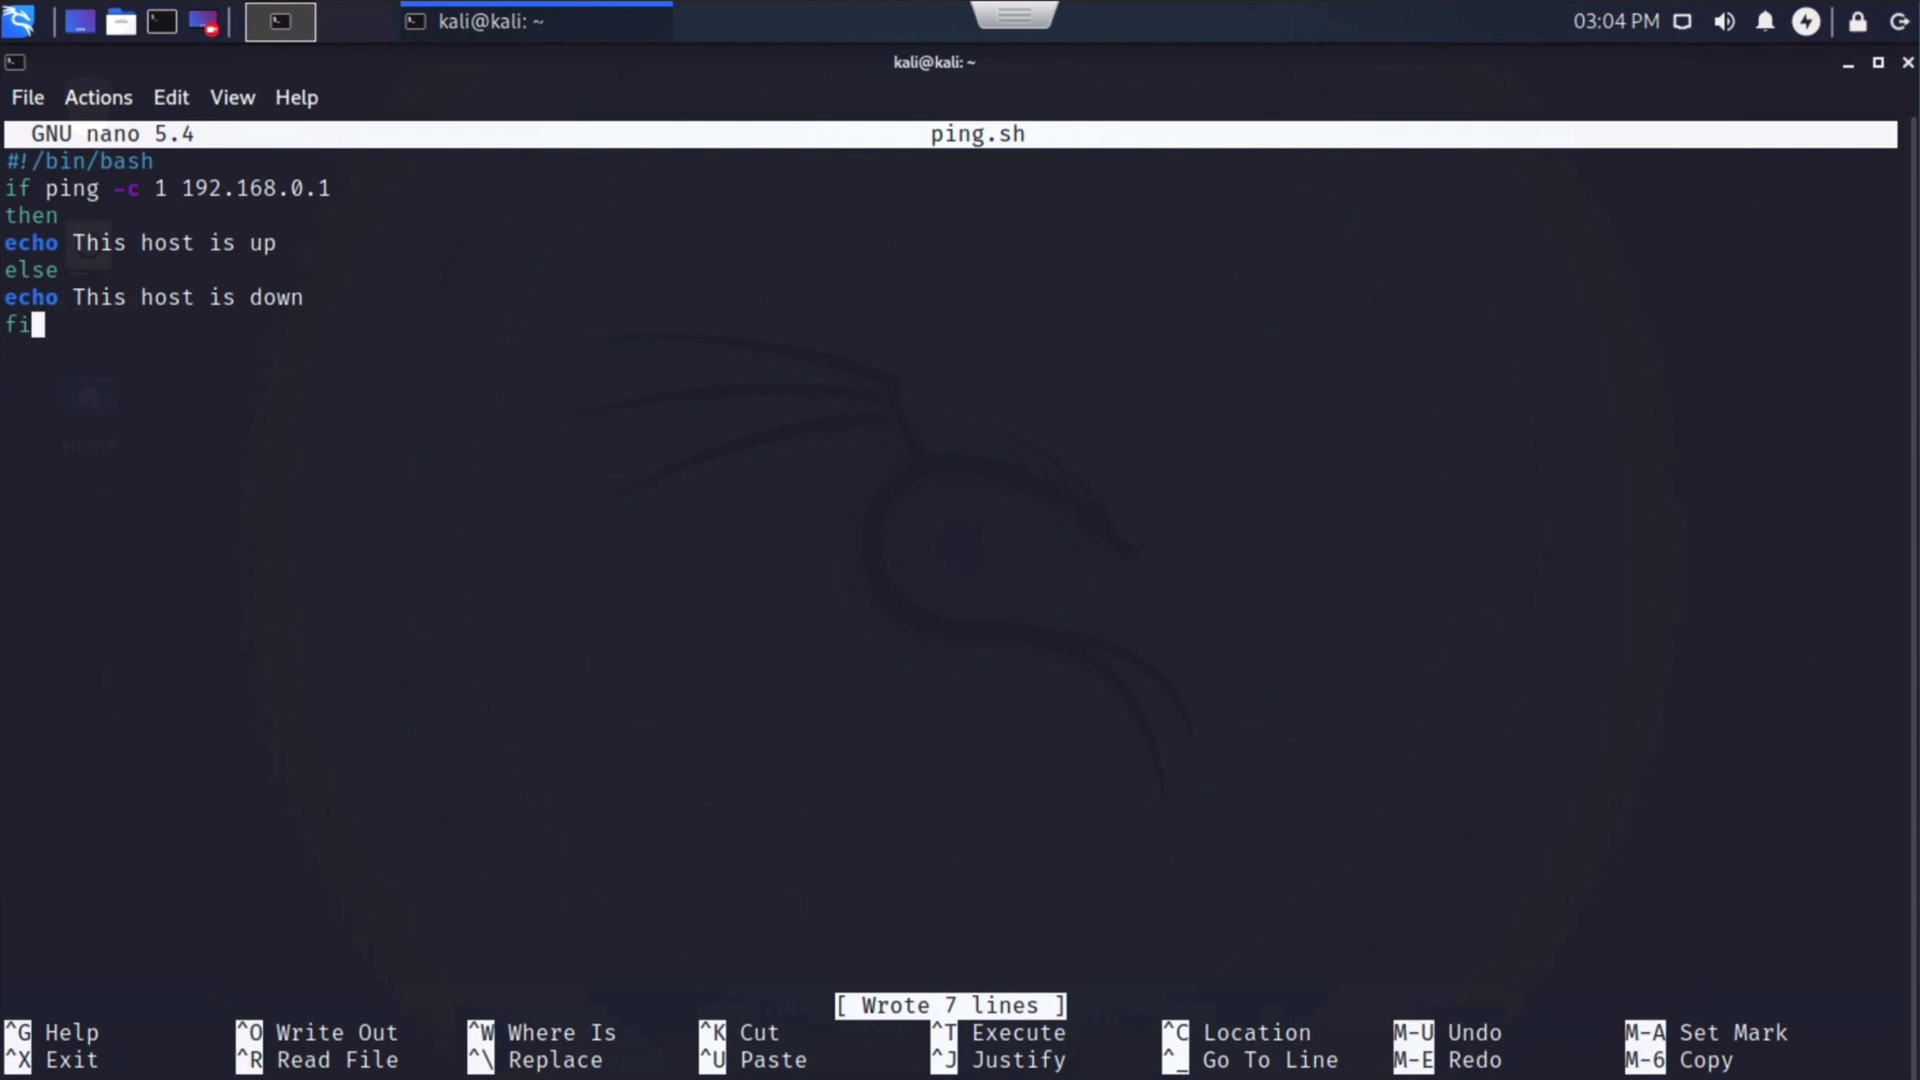 kali@kali: ~
03:04 PM
kali@kali: ~
File Actions Edit View Help
GNU nano 5.4 ping.sh
#!/bin/bash
if ping -c 1 192.168.0.1
then
echo This host is up
else
echo This host is down
fi
Home
[ Wrote 7 lines ]
^G Help ^O Write Out ^W Where Is ^K Cut ^T Execute ^C Location M-U Undo M-A Set Mark
^X Exit ^R Read File ^\ Replace ^U Paste ^J Justify ^_ Go To Line M-E Redo M-6 Copy